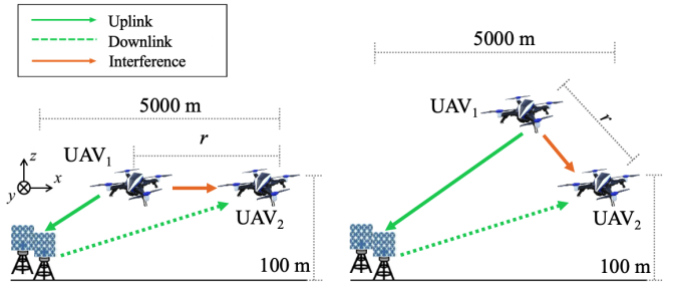 Uplink
Downlink
Interference
5000 m
r
UAV1
z
x
y
UAV2
100 m
5000 m
UAV1
r
UAV2
100 m